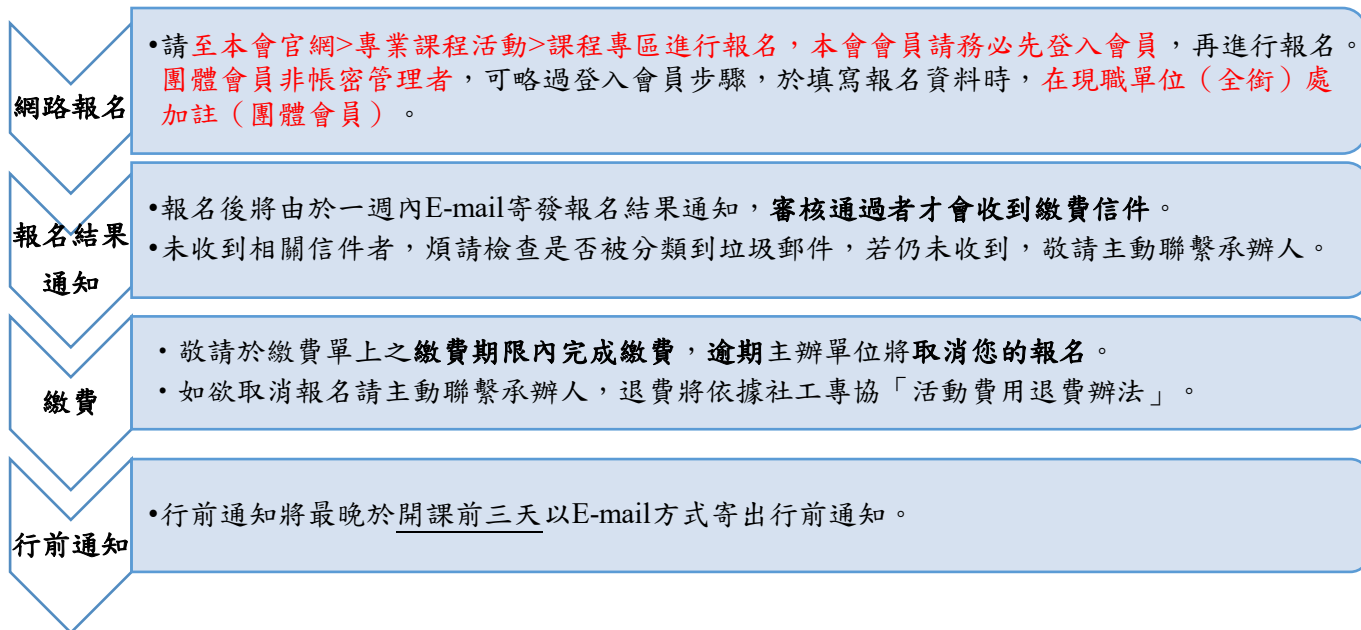 網路報名
•請至本會官網>專業課程活動>課程專區進行報名，本會會員請務必先登入會員，再進行報名。
團體會員非帳密管理者，可略過登入會員步驟，於填寫報名資料時，在現職單位（全銜）處
加註（團體會員）。
報名結果
通知
•報名後將由於一週內E-mail寄發報名結果通知，審核通過者才會收到繳費信件。
•未收到相關信件者，煩請檢查是否被分類到垃圾郵件，若仍未收到，敬請主動聯繫承辦人。
繳費
・敬請於繳費單上之繳費期限內完成繳費，逾期主辦單位將取消您的報名。
・如欲取消報名請主動聯繫承辦人，退費將依據社工專協「活動費用退費辦法」。
行前通知
•行前通知將最晚於開課前三天以E-mail方式寄出行前通知。